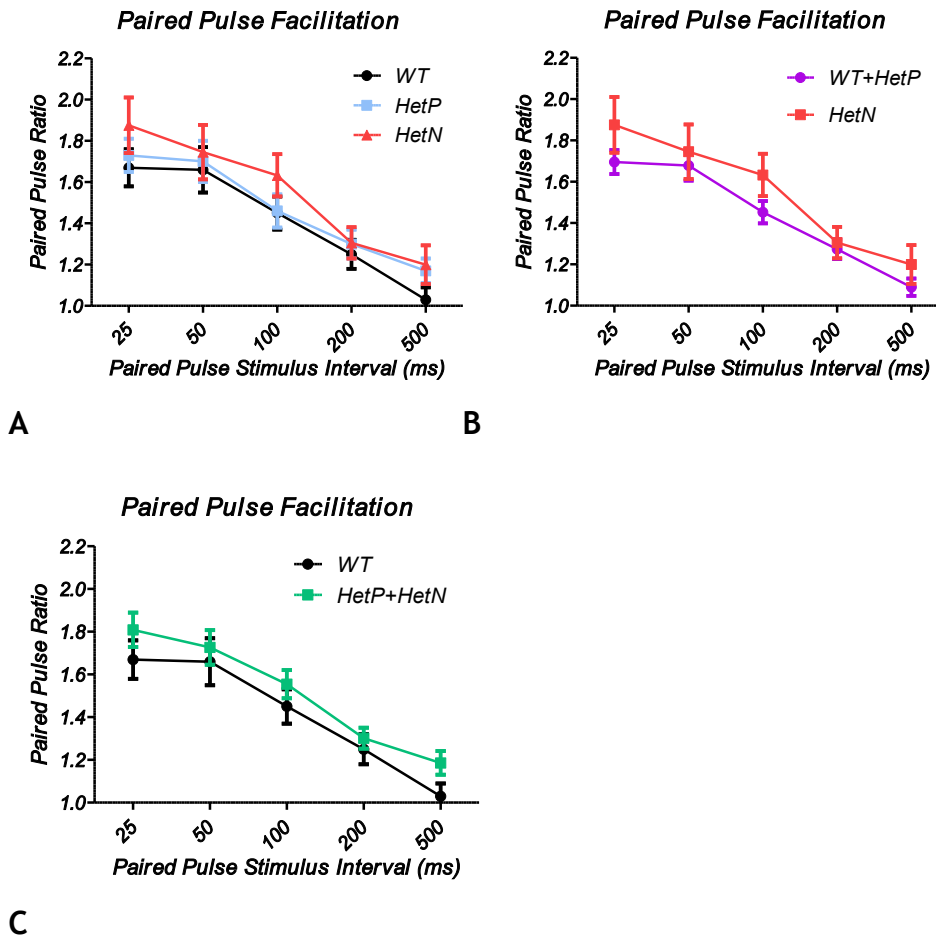 Paired Pulse Facilitation
2.2
2.0
1.8
1.6
1.4
1.2
1.0
Paired Pulse Ratio
WT
HetP
HetN
25
50
100
200
500
Paired Pulse Stimulus Interval (ms)
A
Paired Pulse Facilitation
2.2
2.0
1.8
1.6
1.4
1.2
1.0
Paired Pulse Ratio
WT+HetP
HetN
25
50
100
200
500
Paired Pulse Stimulus Interval (ms)
B
Paired Pulse Facilitation
2.2
2.0
1.8
1.6
1.4
1.2
1.0
Paired Pulse Ratio
WT
HetP+HetN
25
50
100
200
500
Paired Pulse Stimulus Interval (ms)
C